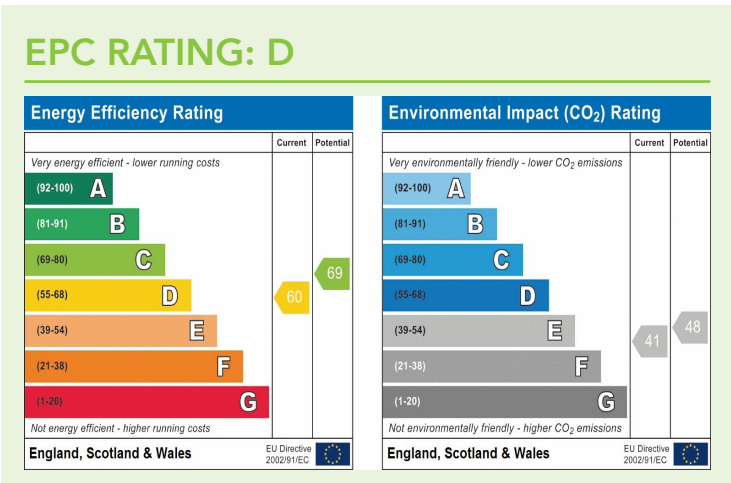 EPC RATING: D
Energy Efficiency Rating
Current Potential
Very energy efficient - lower running costs
(92-100) A
(81-91) B
(69-80) C
69
(55-68) D
60
(39-54) E
(21-38) F
(1-20) G
Not energy efficient - higher running costs
England, Scotland & Wales
EU Directive
2002/91/EC
Environmental Impact (CO2) Rating
Current Potential
Very environmentally friendly - lower CO2 emissions
(92-100) A
(81-91) B
(69-80) C
(55-68) D
(39-54) E
48
41
(21-38) F
(1-20) G
Not environmentally friendly - higher CO2 emissions
England, Scotland & Wales
EU Directive
2002/91/EC